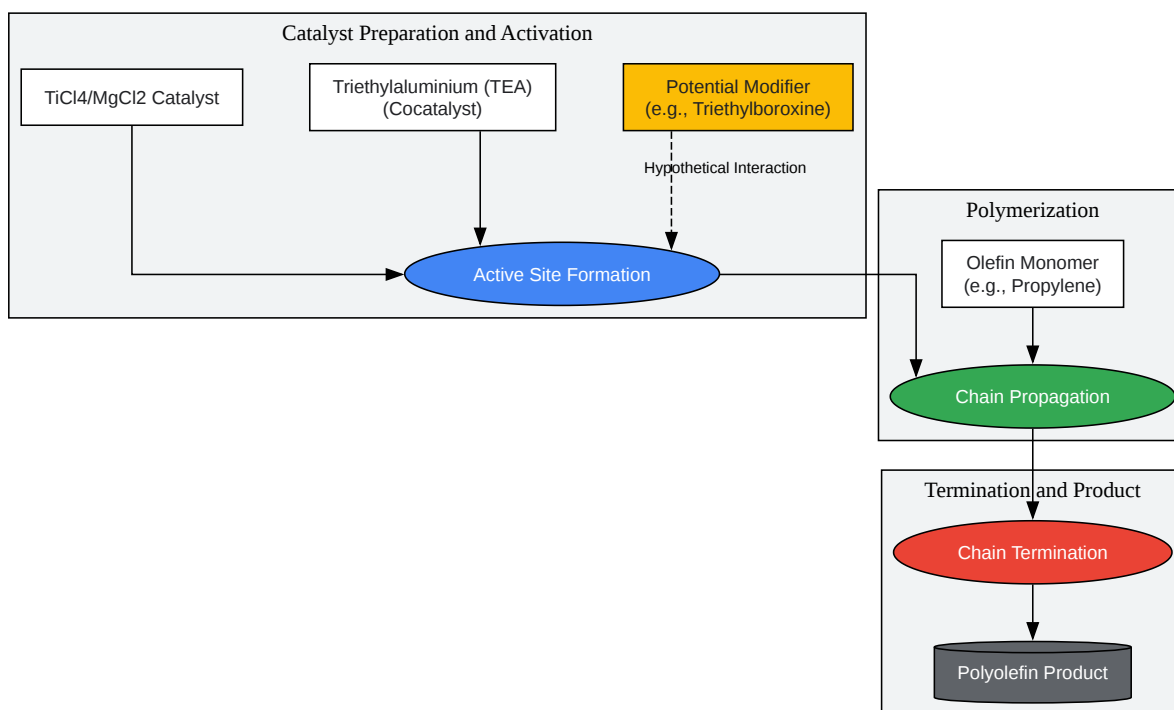 Catalyst Preparation and Activation
TiCl4/MgCl2 Catalyst
Triethylaluminium (TEA)
(Cocatalyst)
Potential Modifier
(e.g., Triethylboroxine)
Hypothetical Interaction
Active Site Formation
Polymerization
Olefin Monomer
(e.g., Propylene)
Chain Propagation
Termination and Product
Chain Termination
Polyolefin Product